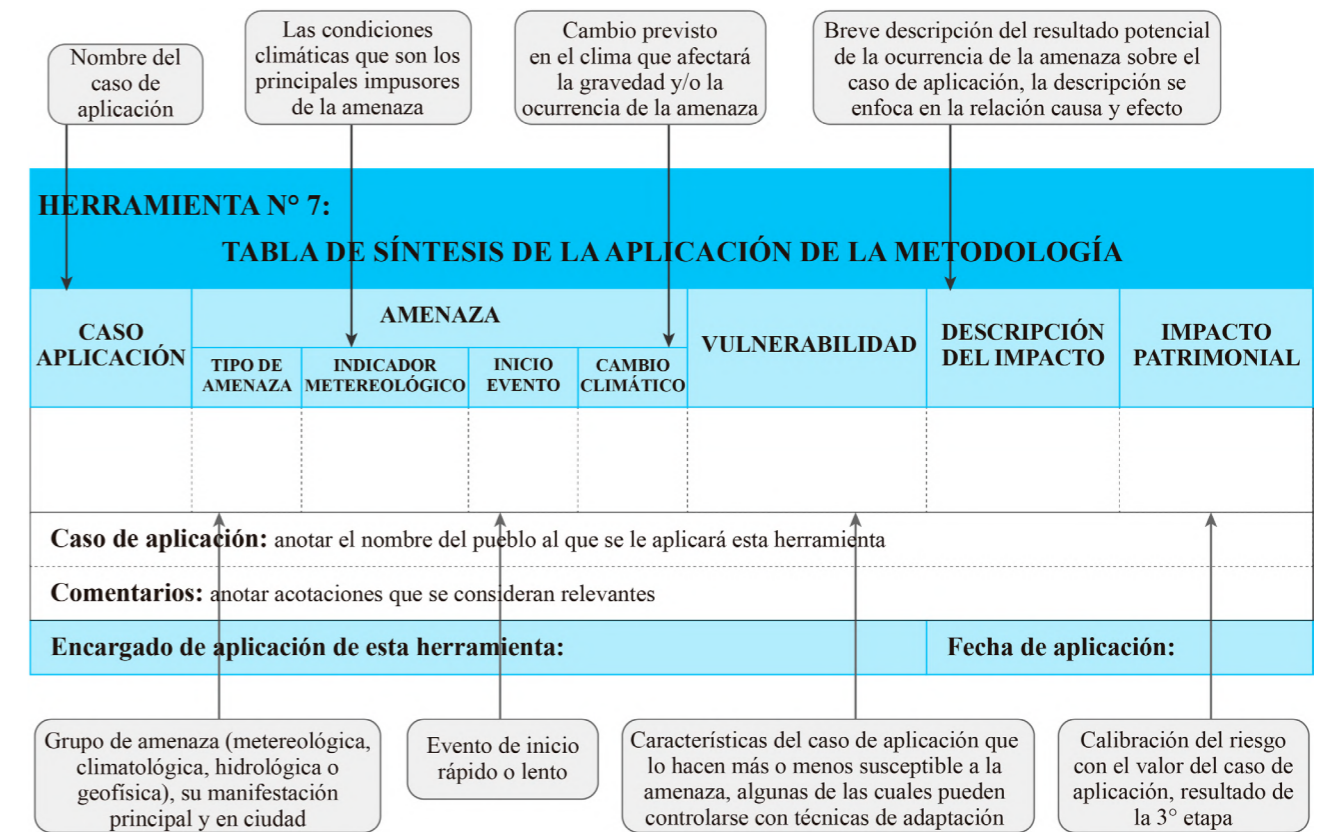 Nombre del
caso de
aplicación
Las condiciones
climáticas que son los
principales impusores
de la amenaza
Cambio previsto
en el clima que afectará
la gravedad y/o la
ocurrencia de la amenaza
Breve descripción del resultado potencial
de la ocurrencia de la amenaza sobre el
caso de aplicación, la descripción se
enfoca en la relación causa y efecto
HERRAMIENTA N° 7:
TABLA DE SÍNTESIS DE LA APLICACIÓN DE LA METODOLOGÍA
CASO
APLICACIÓN
AMENAZA
TIPO DE
AMENAZA
INDICADOR
METEREOLÓGICO
INICIO
EVENTO
CAMBIO
CLIMÁTICO
VULNERABILIDAD
DESCRIPCIÓN
DEL IMPACTO
IMPACTO
PATRIMONIAL
Caso de aplicación: anotar el nombre del pueblo al que se le aplicará esta herramienta
Comentarios: anotar acotaciones que se consideran relevantes
Encargado de aplicación de esta herramienta:
Fecha de aplicación:
Grupo de amenaza (metereológica,
climatológica, hidrológica o
geofísica), su manifestación
principal y en ciudad
Evento de inicio
rápido o lento
Características del caso de aplicación que
lo hacen más o menos susceptible a la
amenaza, algunas de las cuales pueden
controlarse con técnicas de adaptación
Calibración del riesgo
con el valor del caso de
aplicación, resultado de
la 3° etapa